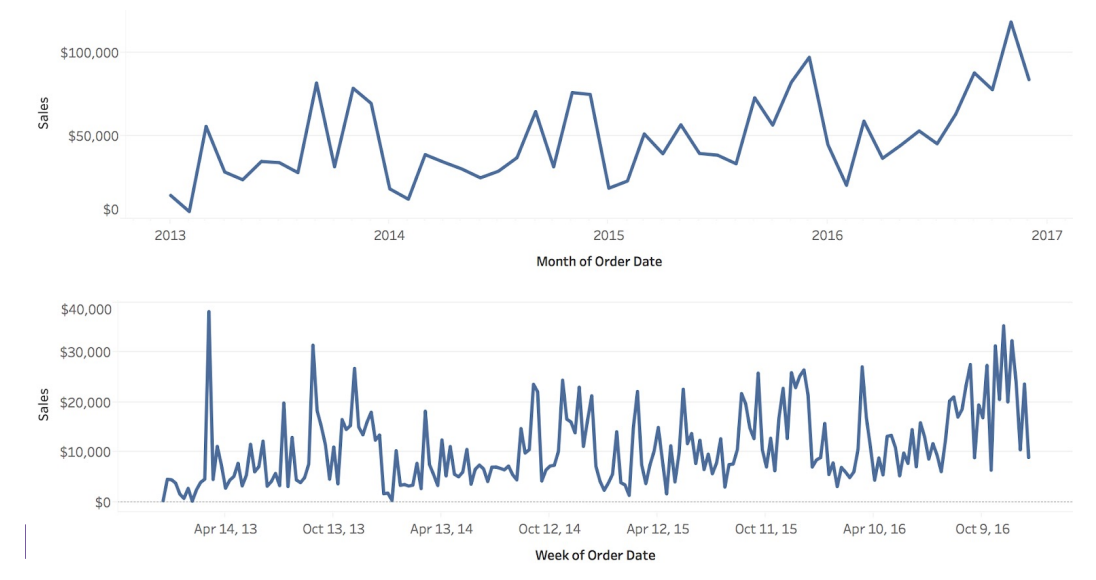 $100,000
$50,000
$0
Sales
2013 2014 2015 2016 2017
Month of Order Date
$40,000
$30,000
$20,000
$10,000
$0
Sales
Apr 14, 13 Oct 13, 13 Apr 13, 14 Oct 12, 14 Apr 12, 15 Oct 11, 15 Apr 10, 16 Oct 9, 16
Week of Order Date